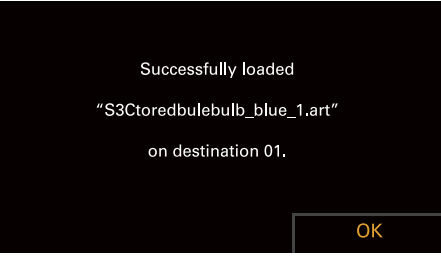 Successfully loaded
“S3Ctoredbulebulb_blue_1.art”
on destination 01.
OK